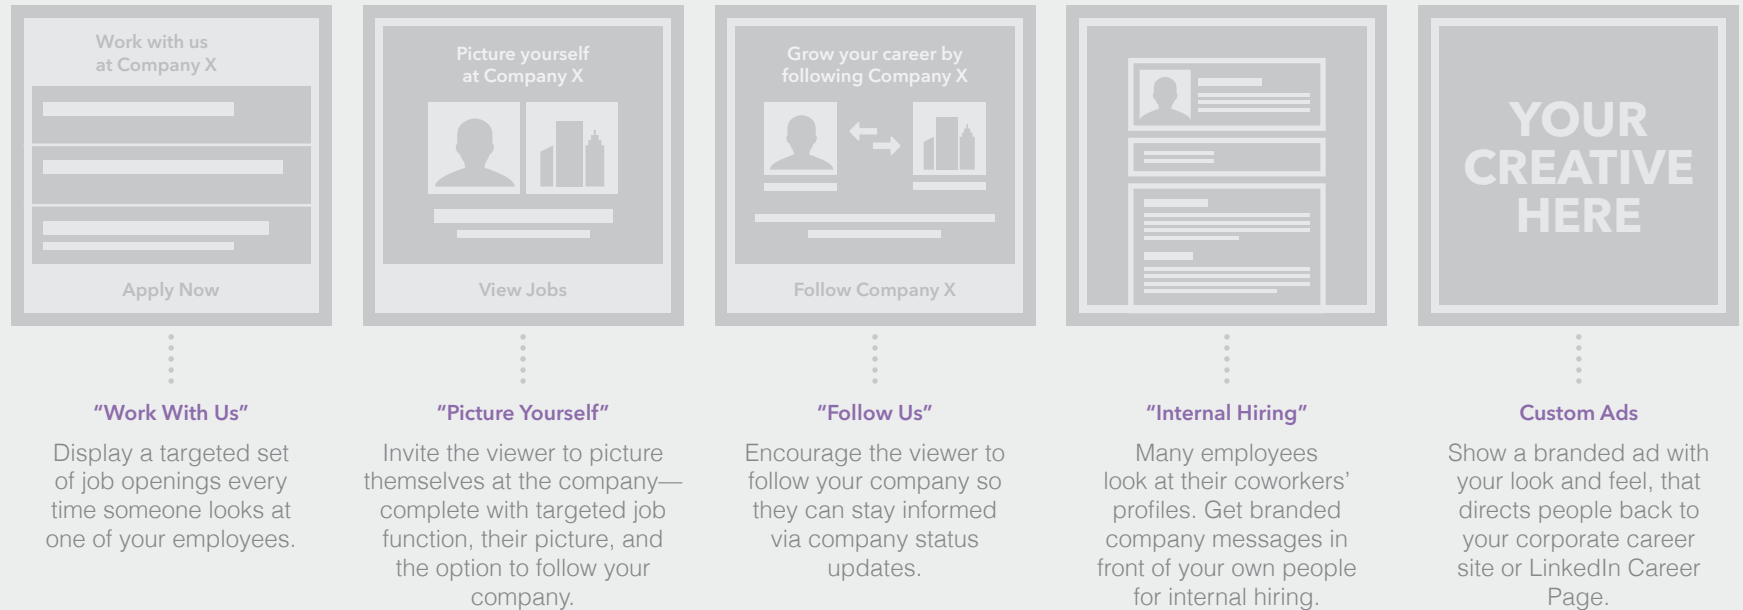 Work with us
at Company X
Apply Now
Picture yourself
at Company X
View Jobs
Grow your career by
following Company X
Follow Company X
YOUR
CREATIVE
HERE
“Work With Us”
Display a targeted set
of job openings every
time someone looks at
one of your employees.
“Picture Yourself”
Invite the viewer to picture
themselves at the company—
complete with targeted job
function, their picture, and
the option to follow your
company.
“Follow Us”
Encourage the viewer to
follow your company so
they can stay informed
via company status
updates.
“Internal Hiring”
Many employees
look at their coworkers’
profiles. Get branded
company messages in
front of your own people
for internal hiring.
Custom Ads
Show a branded ad with
your look and feel, that
directs people back to
your corporate career
site or LinkedIn Career
Page.